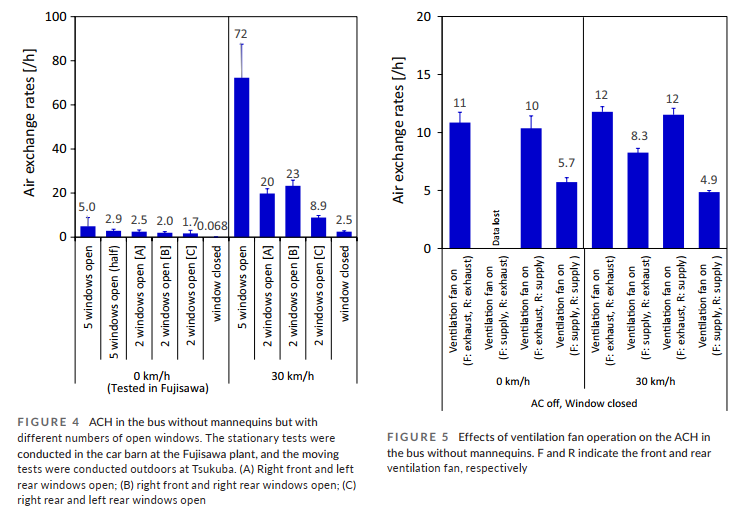 100
80
60
40
20
0
Air exchange rates [/h]
5.0
2.9
2.5
2.0
1.7
0.068
72
20
23
8.9
2.5
5 windows open
5 windows open (half)
2 windows open [A]
2 windows open [B]
2 windows open [C]
window closed
5 windows open
2 windows open [A]
2 windows open [B]
2 windows open [C]
window closed
0 km/h
(Tested in Fujisawa)
30 km/h
FIGURE 4 ACH in the bus without mannequins but with
different numbers of open windows. The stationary tests were
conducted in the car barn at the Fujisawa plant, and the moving
tests were conducted outdoors at Tsukuba. (A) Right front and left
rear windows open; (B) right front and right rear windows open; (C)
right rear and left rear windows open
20
15
10
5
0
Air exchange rates [/h]
11
Data lost
10
5.7
12
8.3
12
4.9
Ventilation fan on
(F: exhaust, R: exhaust)
Ventilation fan on
(F: supply, R: exhaust)
Ventilation fan on
(F: exhaust, R: supply)
Ventilation fan on
(F: supply, R: supply )
Ventilation fan on
(F: exhaust, R: exhaust)
Ventilation fan on
(F: supply, R: exhaust)
Ventilation fan on
(F: exhaust, R: supply)
Ventilation fan on
(F: supply, R: supply )
0 km/h
30 km/h
AC off, Window closed
FIGURE 5 Effects of ventilation fan operation on the ACH in
the bus without mannequins. F and R indicate the front and rear
ventilation fan, respectively